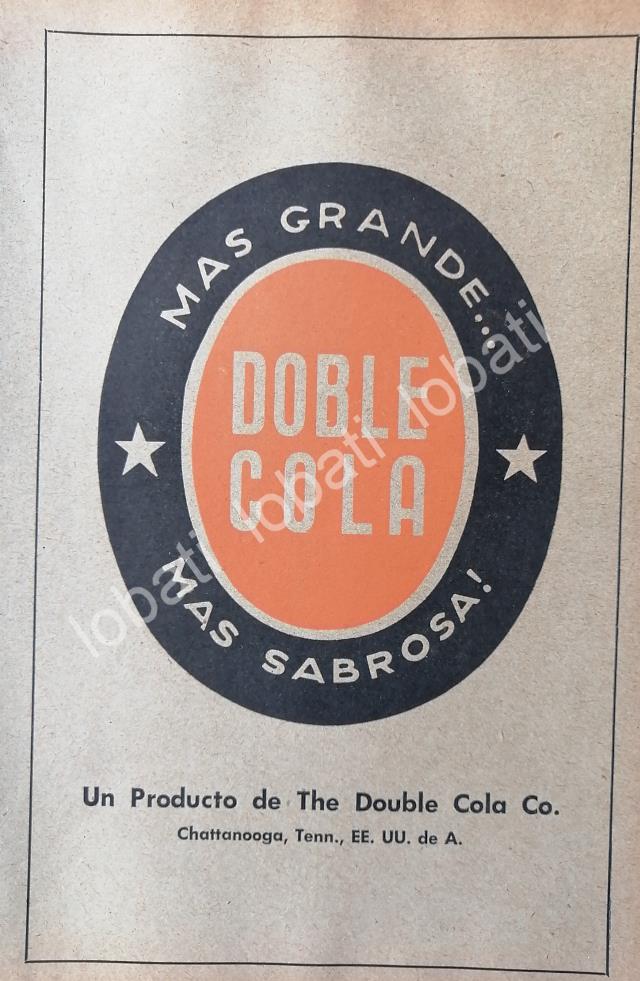 MAS GRANDE...
DOBLE
COLA
MAS SABROSA!
Un Producto de The Double Cola Co.
Chattanooga, Tenn., EE. UU. de A.
lobati lobati lobati